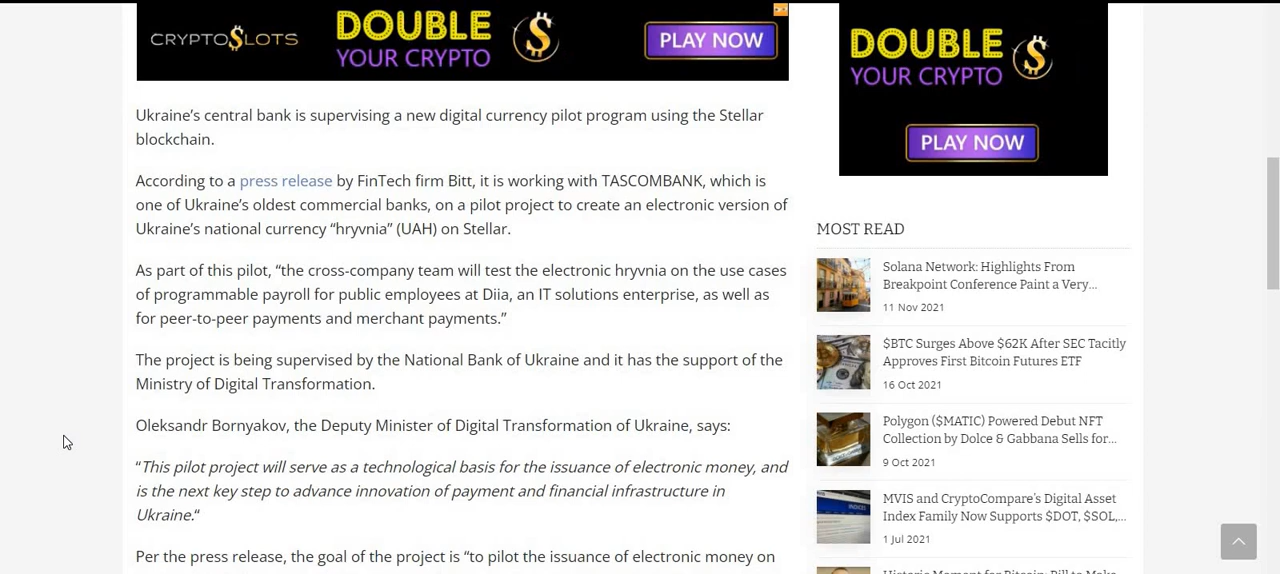 CRYPTO$LOTS
DOUBLE
YOUR CRYPTO
PLAY NOW
DOUBLE
YOUR CRYPTO
PLAY NOW
Ukraine’s central bank is supervising a new digital currency pilot program using the Stellar
blockchain.
According to a press release by FinTech firm Bitt, it is working with TASCOMBANK, which is
one of Ukraine’s oldest commercial banks, on a pilot project to create an electronic version of
Ukraine’s national currency “hryvnia” (UAH) on Stellar.
As part of this pilot, “the cross-company team will test the electronic hryvnia on the use cases
of programmable payroll for public employees at Diia, an IT solutions enterprise, as well as
for peer-to-peer payments and merchant payments.”
The project is being supervised by the National Bank of Ukraine and it has the support of the
Ministry of Digital Transformation.
Oleksandr Bornyakov, the Deputy Minister of Digital Transformation of Ukraine, says:
“This pilot project will serve as a technological basis for the issuance of electronic money, and
is the next key step to advance innovation of payment and financial infrastructure in
Ukraine.“
Per the press release, the goal of the project is “to pilot the issuance of electronic money on
MOST READ
Solana Network: Highlights From
Breakpoint Conference Paint a Very...
11 Nov 2021
$BTC Surges Above $62K After SEC Tacitly
Approves First Bitcoin Futures ETF
16 Oct 2021
Polygon ($MATIC) Powered Debut NFT
Collection by Dolce & Gabbana Sells for...
9 Oct 2021
MVIS and CryptoCompare’s Digital Asset
Index Family Now Supports $DOT, $SOL,...
1 Jul 2021
Historic Moment for Bitcoin: Bill to Make